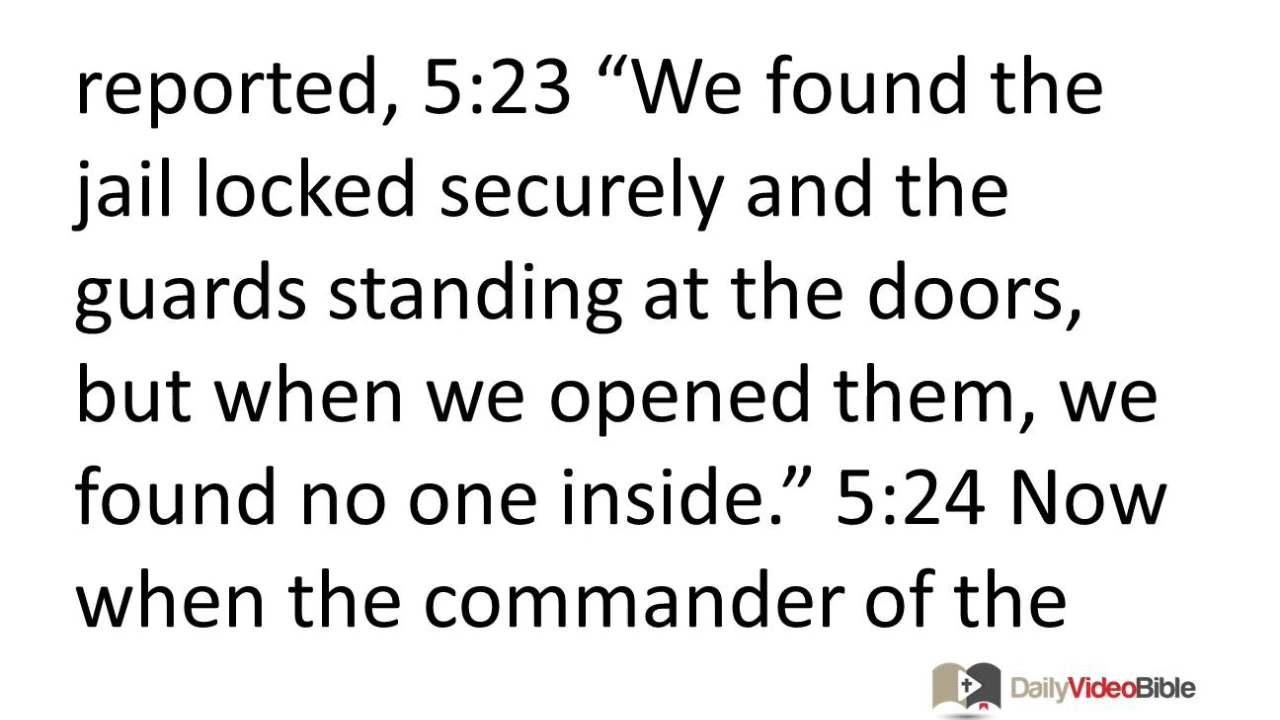 reported, 5:23 “We found the
jail locked securely and the
guards standing at the doors,
but when we opened them, we
found no one inside.” 5:24 Now
when the commander of the
DailyVideoBible